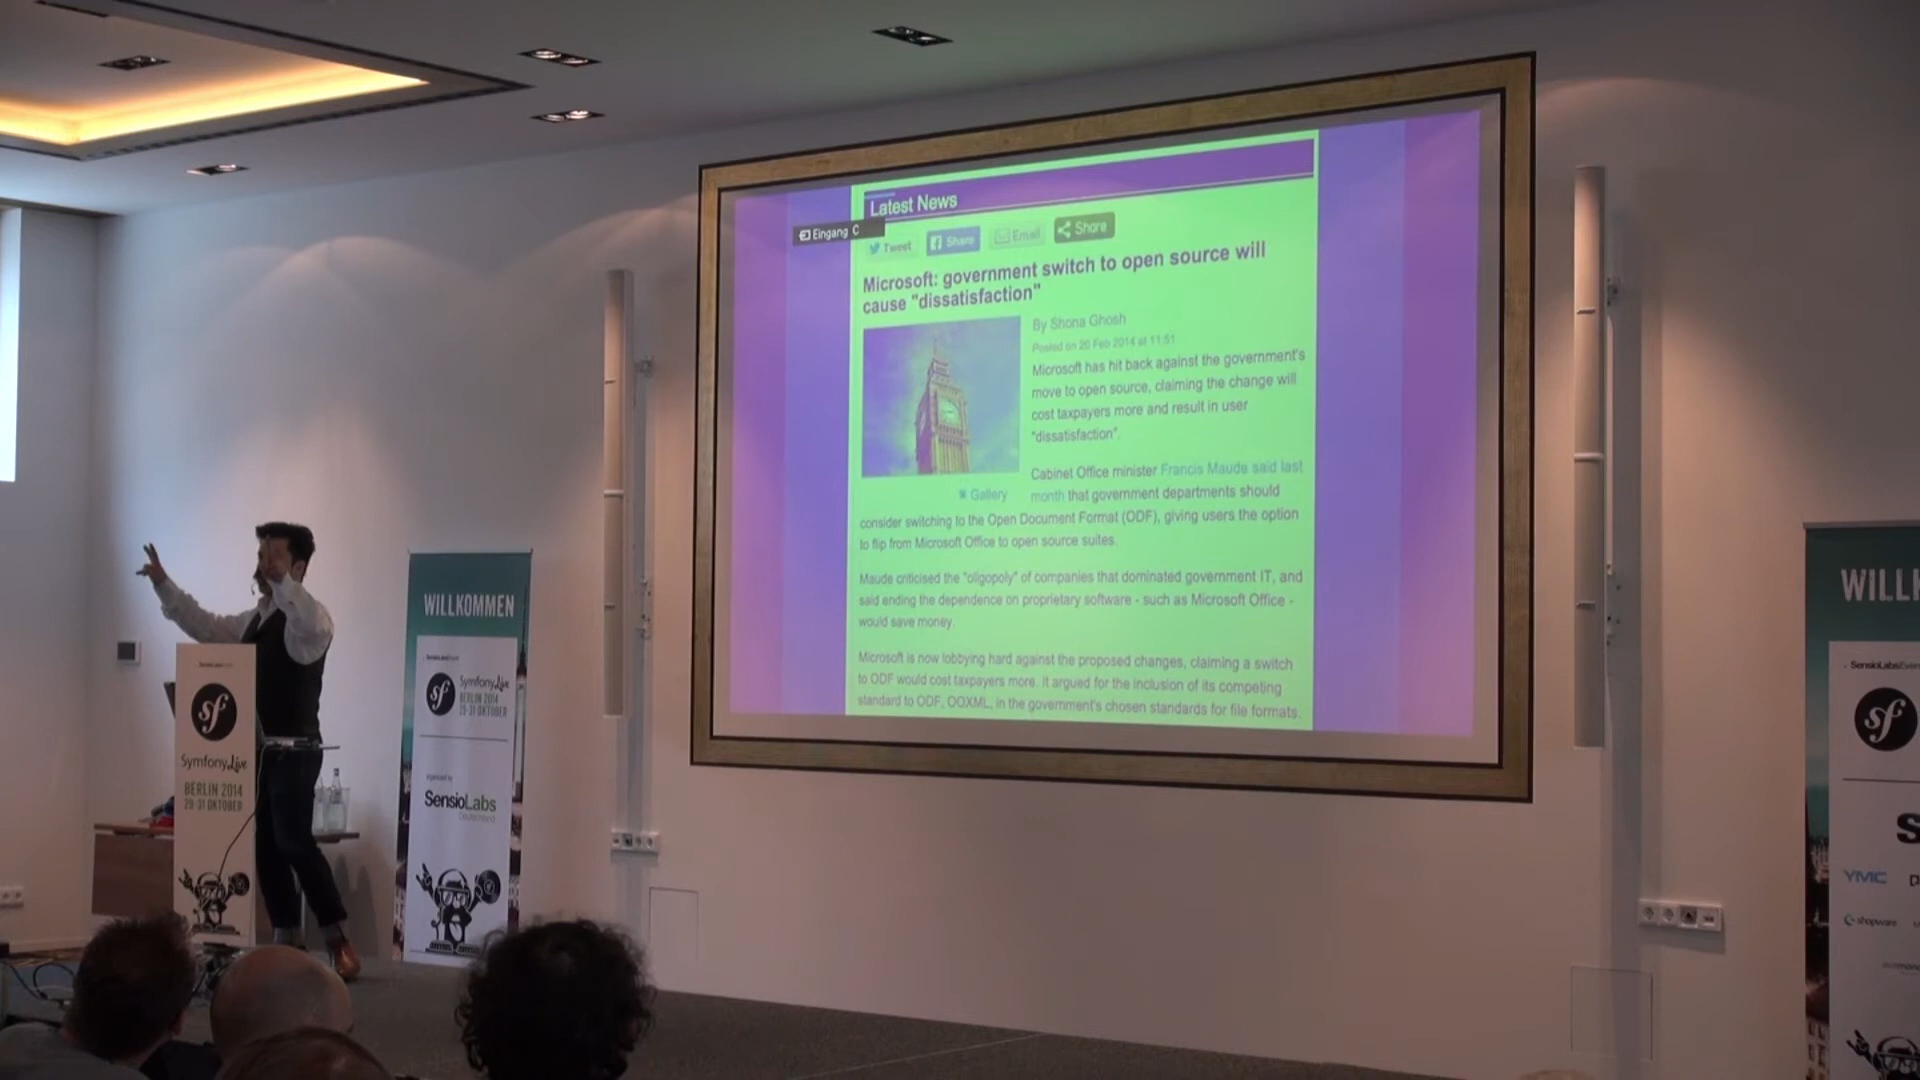 Latest News
Eingang C
Tweet
Share
Email
Share
Microsoft: government switch to open source will
cause "dissatisfaction"
By Shona Ghosh
Posted on 20 Feb 2014 at 11:51
Microsoft has hit back against the government's
move to open source, claiming the change will
cost taxpayers more and result in user
"dissatisfaction".
Cabinet Office minister Francis Maude said last
month that government departments should
Gallery
consider switching to the Open Document Format (ODF), giving users the option
to flip from Microsoft Office to open source suites.
Maude criticised the "oligopoly" of companies that dominated government IT, and
said ending the dependence on proprietary software - such as Microsoft Office -
would save money.
Microsoft is now lobbying hard against the proposed changes, claiming a switch
to ODF would cost taxpayers more. It argued for the inclusion of its competing
standard to ODF, OOXML, in the government's chosen standards for file formats.
sf
SymfonyLive
BERLIN 2014
29-31 OKTOBER
WILLKOMMEN
sf
SymfonyLive
BERLIN 2014
29-31 OKTOBER
organized by
SensioLabs
Deutschland
WILLK
SensioLabs
sf
S
YMC
shopware